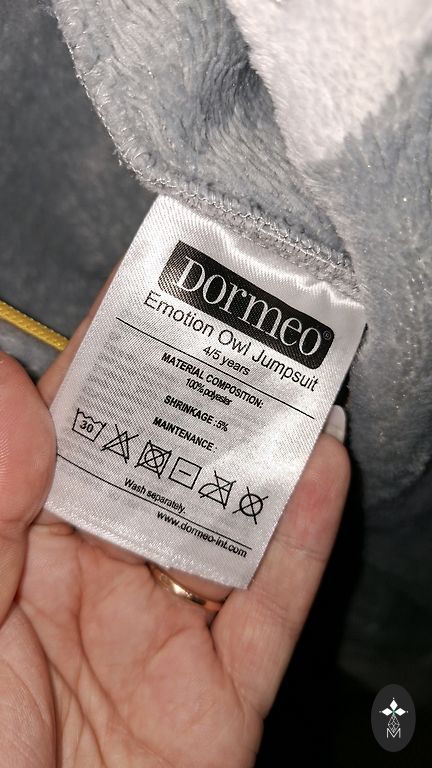 DORMEO®
Emotion Owl Jumpsuit
4/5 years
MATERIAL COMPOSITION:
100% polyester
SHRINKAGE :5%
MAINTENANCE :
30
Wash separately.
www.dormeo-int.com
M